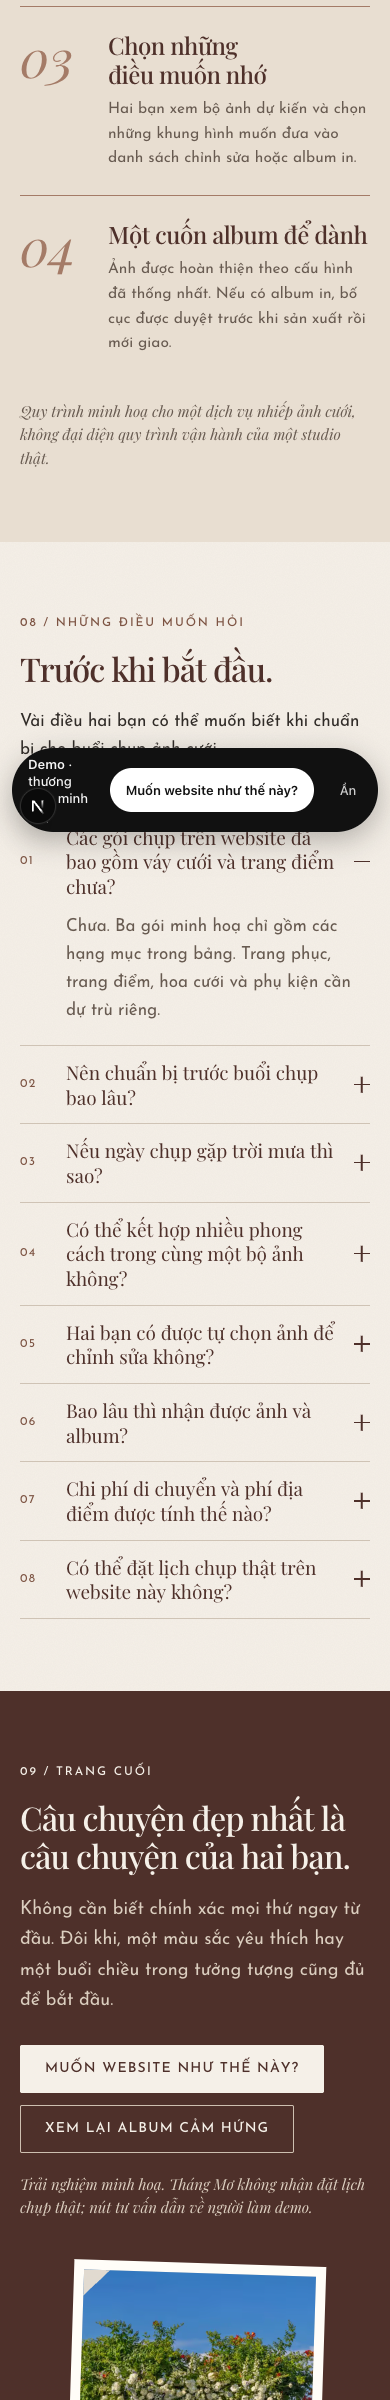 03
Chọn những
điều muốn nhớ
Hai bạn xem bộ ảnh dự kiến và chọn
những khung hình muốn đưa vào
danh sách chỉnh sửa hoặc album in.
04
Một cuốn album để dành
Ảnh được hoàn thiện theo cấu hình
đã thống nhất. Nếu có album in, bố
cục được duyệt trước khi sản xuất rồi
mới giao.
Quy trình minh hoạ cho một dịch vụ nhiếp ảnh cưới,
không đại diện quy trình vận hành của một studio
thật.
08 / NHỮNG ĐIỀU MUỐN HỎI
Trước khi bắt đầu.
Vài điều hai bạn có thể muốn biết khi chuẩn
bị cho buổi chụp ảnh cưới.
Demo ·
thương
minh
N
Muốn website như thế này?
Ẩn
01
Các gói chụp trên website đã
bao gồm váy cưới và trang điểm
chưa?
Chưa. Ba gói minh hoạ chỉ gồm các
hạng mục trong bảng. Trang phục,
trang điểm, hoa cưới và phụ kiện cần
dự trù riêng.
02
Nên chuẩn bị trước buổi chụp
bao lâu?
03
Nếu ngày chụp gặp trời mưa thì
sao?
04
Có thể kết hợp nhiều phong
cách trong cùng một bộ ảnh
không?
05
Hai bạn có được tự chọn ảnh để
chỉnh sửa không?
06
Bao lâu thì nhận được ảnh và
album?
07
Chi phí di chuyển và phí địa
điểm được tính thế nào?
08
Có thể đặt lịch chụp thật trên
website này không?
09 / TRANG CUỐI
Câu chuyện đẹp nhất là
câu chuyện của hai bạn.
Không cần biết chính xác mọi thứ ngay từ
đầu. Đôi khi, một màu sắc yêu thích hay
một buổi chiều trong tưởng tượng cũng đủ
để bắt đầu.
MUỐN WEBSITE NHƯ THẾ NÀY?
XEM LẠI ALBUM CẢM HỨNG
Trải nghiệm minh hoạ. Tháng Mơ không nhận đặt lịch
chụp thật; nút tư vấn dẫn về người làm demo.